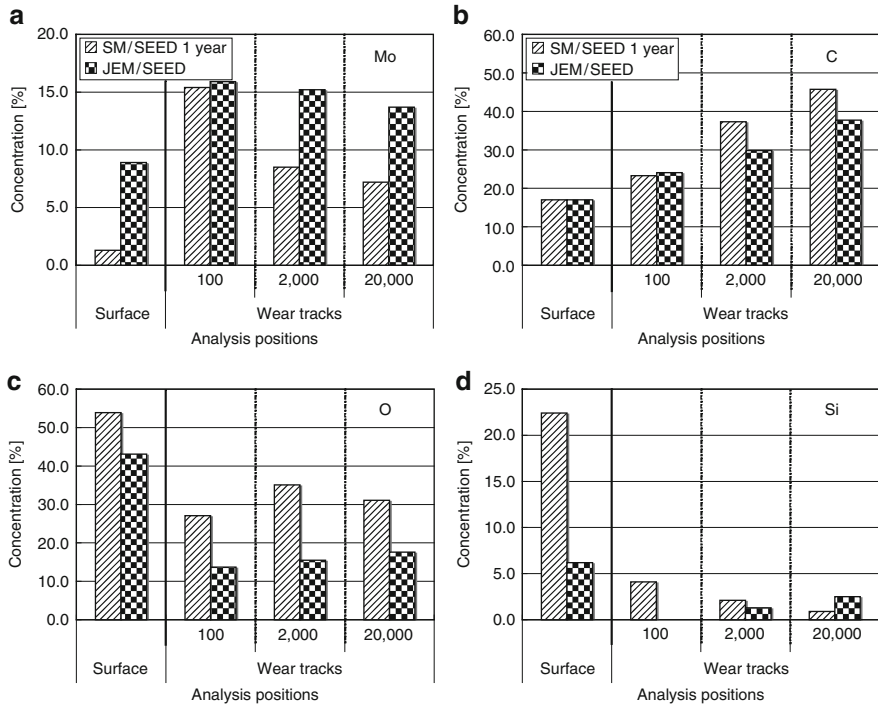 a
20.0
15.0
10.0
5.0
0.0
Concentration [%]
SM/SEED 1 year
JEM/SEED
Mo
100
2,000
20,000
Surface
Wear tracks
Analysis positions
b
60.0
50.0
40.0
30.0
20.0
10.0
0.0
Concentration [%]
SM/SEED 1 year
JEM/SEED
C
100
2,000
20,000
Surface
Wear tracks
Analysis positions
c
60.0
50.0
40.0
30.0
20.0
10.0
0.0
Concentration [%]
O
100
2,000
20,000
Surface
Wear tracks
Analysis positions
d
25.0
20.0
15.0
10.0
5.0
0.0
Concentration [%]
Si
100
2,000
20,000
Surface
Wear tracks
Analysis positions